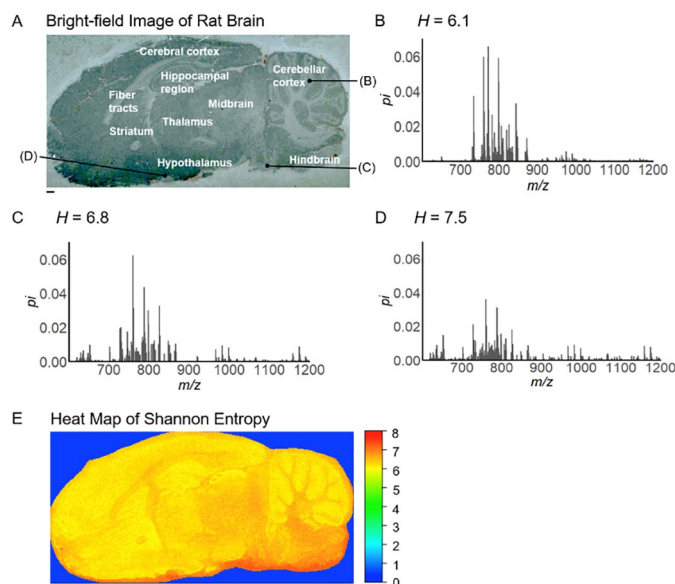 A Bright-field Image of Rat Brain
Cerebral cortex
Hippocampal
region
Cerebellar
cortex
(B)
Fiber
tracts
Midbrain
Striatum
Thalamus
(D)
Hypothalamus
Hindbrain
(C)
B H = 6.1
pi
0.06
0.04
0.02
0.00
700 800 900 1000 1100 1200
m/z
C H = 6.8
pi
0.06
0.04
0.02
0.00
700 800 900 1000 1100 1200
m/z
D H = 7.5
pi
0.06
0.04
0.02
0.00
700 800 900 1000 1100 1200
m/z
E Heat Map of Shannon Entropy
8
7
6
5
4
3
2
1
0